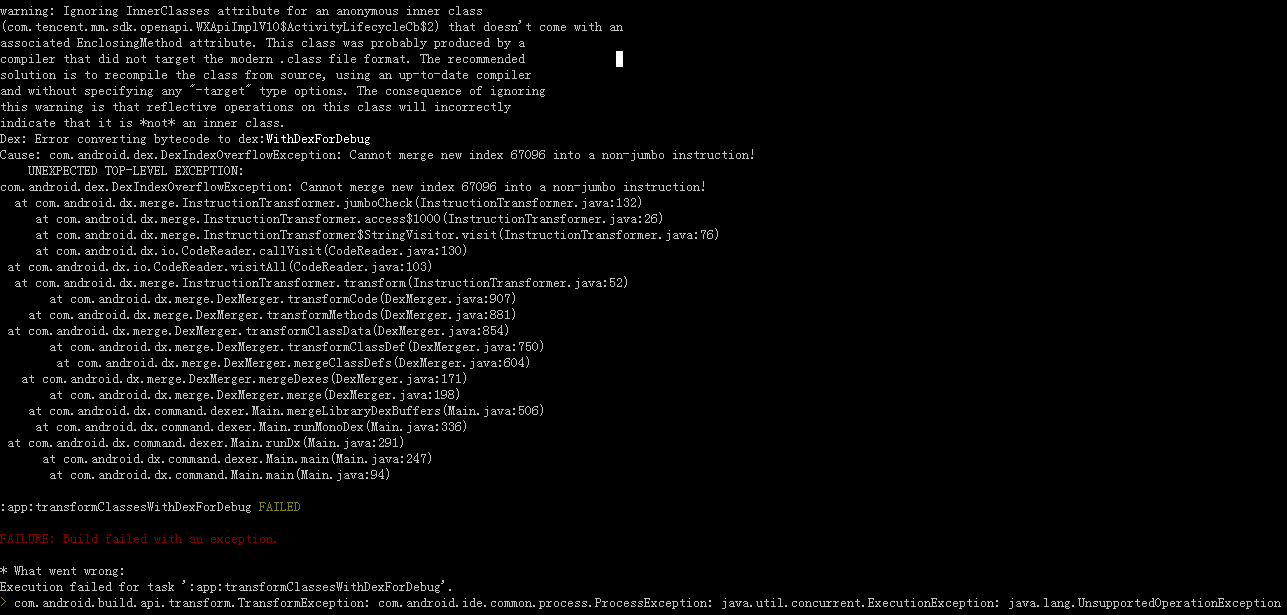 warning: Ignoring InnerClasses attribute for an anonymous inner class
(com.tencent.mm.sdk.openapi.WXApiImplV10$ActivityLifecycleCb$2) that doesn't come with an
associated EnclosingMethod attribute. This class was probably produced by a
compiler that did not target the modern .class file format. The recommended
solution is to recompile the class from source, using an up-to-date compiler
and without specifying any "-target" type options. The consequence of ignoring
this warning is that reflective operations on this class will incorrectly
indicate that it is *not* an inner class.
Dex: Error converting bytecode to dex:WithDexForDebug
Cause: com.android.dex.DexIndexOverflowException: Cannot merge new index 67096 into a non-jumbo instruction!
UNEXPECTED TOP-LEVEL EXCEPTION:
com.android.dex.DexIndexOverflowException: Cannot merge new index 67096 into a non-jumbo instruction!
at com.android.dx.merge.InstructionTransformer.jumboCheck(InstructionTransformer.java:132)
at com.android.dx.merge.InstructionTransformer.access$1000(InstructionTransformer.java:26)
at com.android.dx.merge.InstructionTransformer$StringVisitor.visit(InstructionTransformer.java:76)
at com.android.dx.io.CodeReader.callVisit(CodeReader.java:130)
at com.android.dx.io.CodeReader.visitAll(CodeReader.java:103)
at com.android.dx.merge.InstructionTransformer.transform(InstructionTransformer.java:52)
at com.android.dx.merge.DexMerger.transformCode(DexMerger.java:907)
at com.android.dx.merge.DexMerger.transformMethods(DexMerger.java:881)
at com.android.dx.merge.DexMerger.transformClassData(DexMerger.java:854)
at com.android.dx.merge.DexMerger.transformClassDef(DexMerger.java:750)
at com.android.dx.merge.DexMerger.mergeClassDefs(DexMerger.java:604)
at com.android.dx.merge.DexMerger.mergeDexes(DexMerger.java:171)
at com.android.dx.merge.DexMerger.merge(DexMerger.java:198)
at com.android.dx.command.dexer.Main.mergeLibraryDexBuffers(Main.java:506)
at com.android.dx.command.dexer.Main.runMonoDex(Main.java:336)
at com.android.dx.command.dexer.Main.runDx(Main.java:291)
at com.android.dx.command.dexer.Main.main(Main.java:247)
at com.android.dx.command.Main.main(Main.java:94)
:app:transformClassesWithDexForDebug FAILED
FAILURE: Build failed with an exception.
* What went wrong:
Execution failed for task ':app:transformClassesWithDexForDebug'.
> com.android.build.api.transform.TransformException: com.android.ide.common.process.ProcessException: java.util.concurrent.ExecutionException: java.lang.UnsupportedOperationException